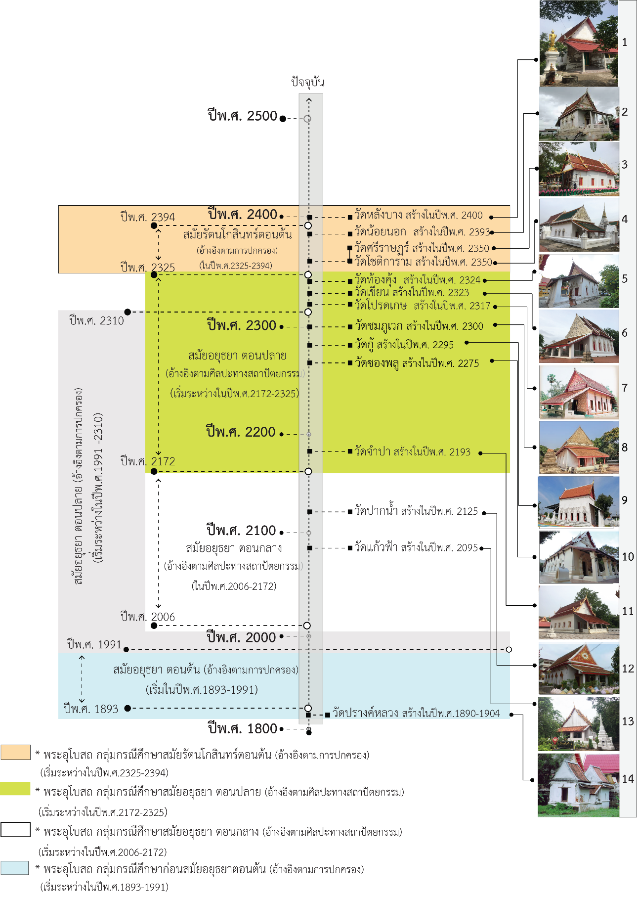 ปัจจุบัน
ปีพ.ศ. 2500
ปีพ.ศ. 2394
ปีพ.ศ. 2400
สมัยรัตนโกสินทร์ตอนต้น
(อ้างอิงตามการปกครอง)
(ในปีพ.ศ.2325-2394)
วัดหลังบาง สร้างในปีพ.ศ. 2400
วัดน้อยนอก สร้างในปีพ.ศ. 2393
วัดศรีราษฎร์ สร้างในปีพ.ศ. 2350
วัดโชติการาม สร้างในปีพ.ศ. 2350
ปีพ.ศ. 2325
วัดท้องคุ้ง สร้างในปีพ.ศ. 2324
วัดเขียน สร้างในปีพ.ศ. 2323
วัดโปรดเกษ สร้างในปีพ.ศ. 2317
ปีพ.ศ. 2310
ปีพ.ศ. 2300
วัดชมภูเวก สร้างในปีพ.ศ. 2300
วัดกู้ สร้างในปีพ.ศ. 2295
วัดช่องพลู สร้างในปีพ.ศ. 2275
สมัยอยุธยา ตอนปลาย
(อ้างอิงตามศิลปะทางสถาปัตยกรรม)
(เริ่มระหว่างในปีพ.ศ.2172-2325)
ปีพ.ศ. 2200
วัดจำปา สร้างในปีพ.ศ. 2193
ปีพ.ศ. 2172
สมัยอยุธยา ตอนปลาย (อ้างอิงตามการปกครอง)
(เริ่มระหว่างในปีพ.ศ.1991 -2310)
วัดปากน้ำ สร้างในปีพ.ศ. 2125
ปีพ.ศ. 2100
สมัยอยุธยา ตอนกลาง
(อ้างอิงตามศิลปะทางสถาปัตยกรรม)
(ในปีพ.ศ.2006-2172)
วัดแก้วฟ้า สร้างในปีพ.ศ. 2095
ปีพ.ศ. 2006
ปีพ.ศ. 2000
ปีพ.ศ. 1991
สมัยอยุธยา ตอนต้น (อ้างอิงตามการปกครอง)
(เริ่มในปีพ.ศ.1893-1991)
ปีพ.ศ. 1893
วัดปรางค์หลวง สร้างในปีพ.ศ.1890-1904
ปีพ.ศ. 1800
1
2
3
4
5
6
7
8
9
10
11
12
13
14
* พระอุโบสถ กลุ่มกรณีศึกษาสมัยรัตนโกสินทร์ตอนต้น (อ้างอิงตามการปกครอง)
(เริ่มระหว่างในปีพ.ศ.2325-2394)
* พระอุโบสถ กลุ่มกรณีศึกษาสมัยอยุธยา ตอนปลาย (อ้างอิงตามศิลปะทางสถาปัตยกรรม)
(เริ่มระหว่างในปีพ.ศ.2172-2325)
* พระอุโบสถ กลุ่มกรณีศึกษาสมัยอยุธยา ตอนกลาง (อ้างอิงตามศิลปะทางสถาปัตยกรรม)
(เริ่มระหว่างในปีพ.ศ.2006-2172)
* พระอุโบสถ กลุ่มกรณีศึกษาก่อนสมัยอยุธยาตอนต้น (อ้างอิงตามการปกครอง)
(เริ่มระหว่างในปีพ.ศ.1893-1991)